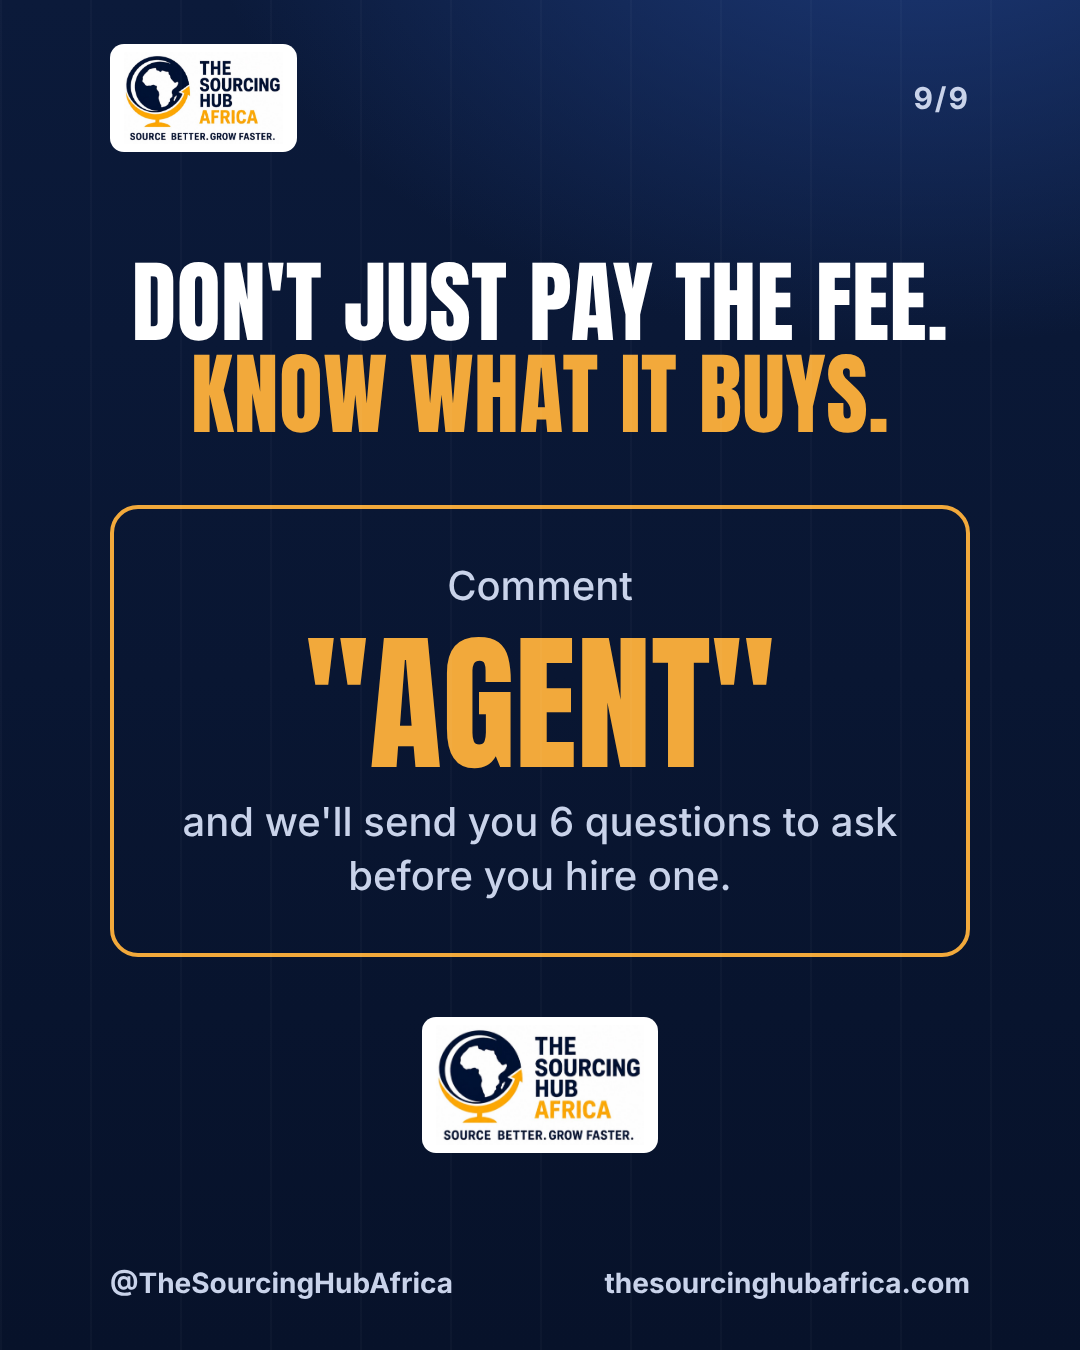 THE
SOURCING
HUB
AFRICA
SOURCE BETTER. GROW FASTER.
9/9
DON'T JUST PAY THE FEE.
KNOW WHAT IT BUYS.
Comment
"AGENT"
and we'll send you 6 questions to ask
before you hire one.
THE
SOURCING
HUB
AFRICA
SOURCE BETTER. GROW FASTER.
@TheSourcingHubAfrica
thesourcinghubafrica.com